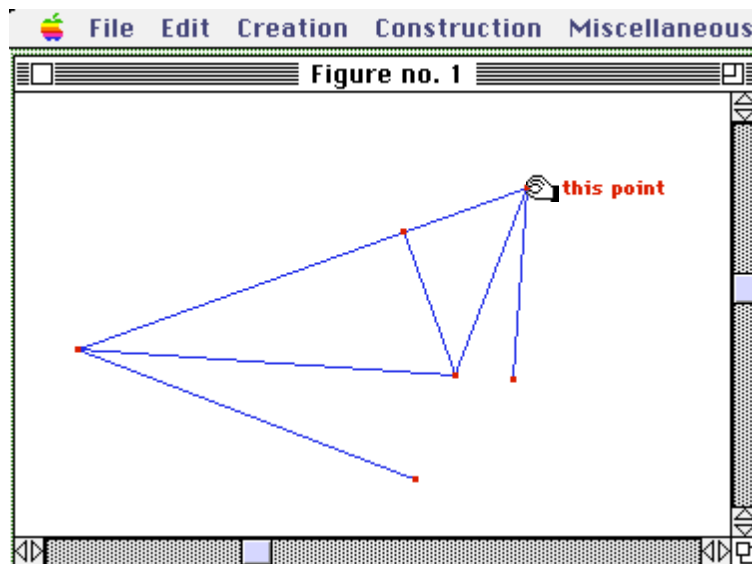 File Edit Creation Construction Miscellaneous
Figure no. 1
this point